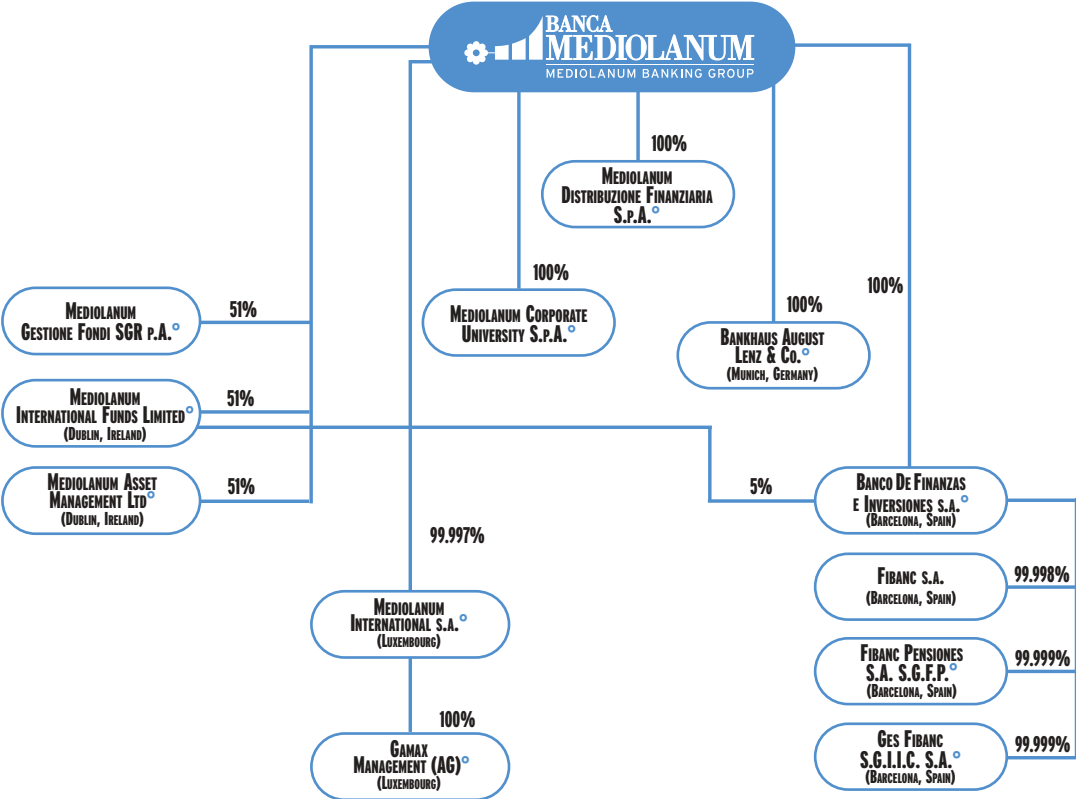 BANCA
MEDIOLANUM
MEDIOLANUM BANKING GROUP
100%
Mediolanum
Distribuzione Finanziaria
S.p.A.°
100%
Mediolanum Corporate
University S.p.A.°
100%
Bankhaus August
Lenz & Co.°
(Munich, Germany)
100%
Mediolanum
Gestione Fondi SGR p.A.°
51%
Mediolanum
International Funds Limited°
(Dublin, Ireland)
51%
Mediolanum Asset
Management Ltd°
(Dublin, Ireland)
51%
5%
Banco De Finanzas
e Inversiones s.a.°
(Barcelona, Spain)
99.997%
Mediolanum
International s.a.°
(Luxembourg)
100%
Gamax
Management (AG)°
(Luxembourg)
Fibanc s.a.
(Barcelona, Spain)
99.998%
Fibanc Pensiones
S.A. S.G.F.P.°
(Barcelona, Spain)
99.999%
Ges Fibanc
S.G.I.I.C. S.A.°
(Barcelona, Spain)
99.999%